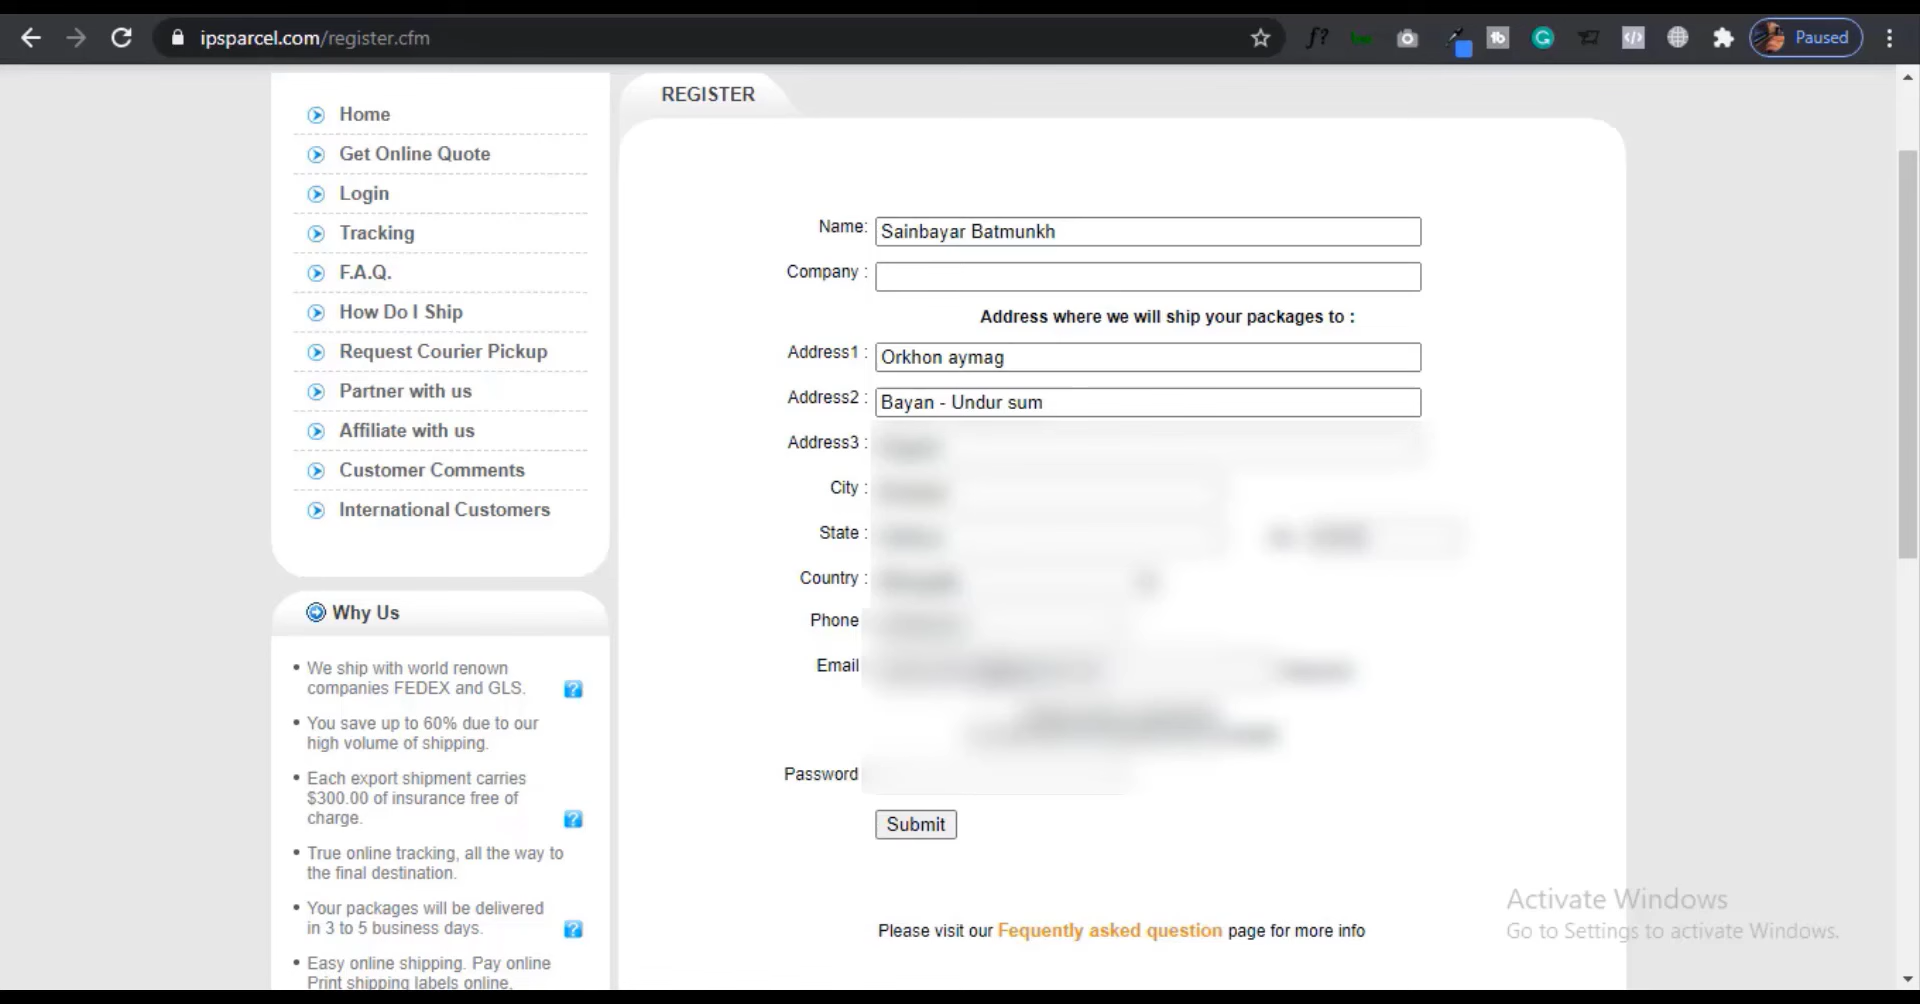 ipsparcel.com/register.cfm
Paused
Home
Get Online Quote
Login
Tracking
F.A.Q.
How Do I Ship
Request Courier Pickup
Partner with us
Affiliate with us
Customer Comments
International Customers
Why Us
• We ship with world renown
companies FEDEX and GLS.
• You save up to 60% due to our
high volume of shipping.
• Each export shipment carries
$300.00 of insurance free of
charge.
• True online tracking, all the way to
the final destination.
• Your packages will be delivered
in 3 to 5 business days.
• Easy online shipping. Pay online
Print shipping labels online.
REGISTER
Name: Sainbayar Batmunkh
Company :
Address where we will ship your packages to :
Address1 : Orkhon aymag
Address2 : Bayan - Undur sum
Address3 :
City :
State :
Country :
Phone
Email
Password
Submit
Please visit our Fequently asked question page for more info
Activate Windows
Go to Settings to activate Windows.